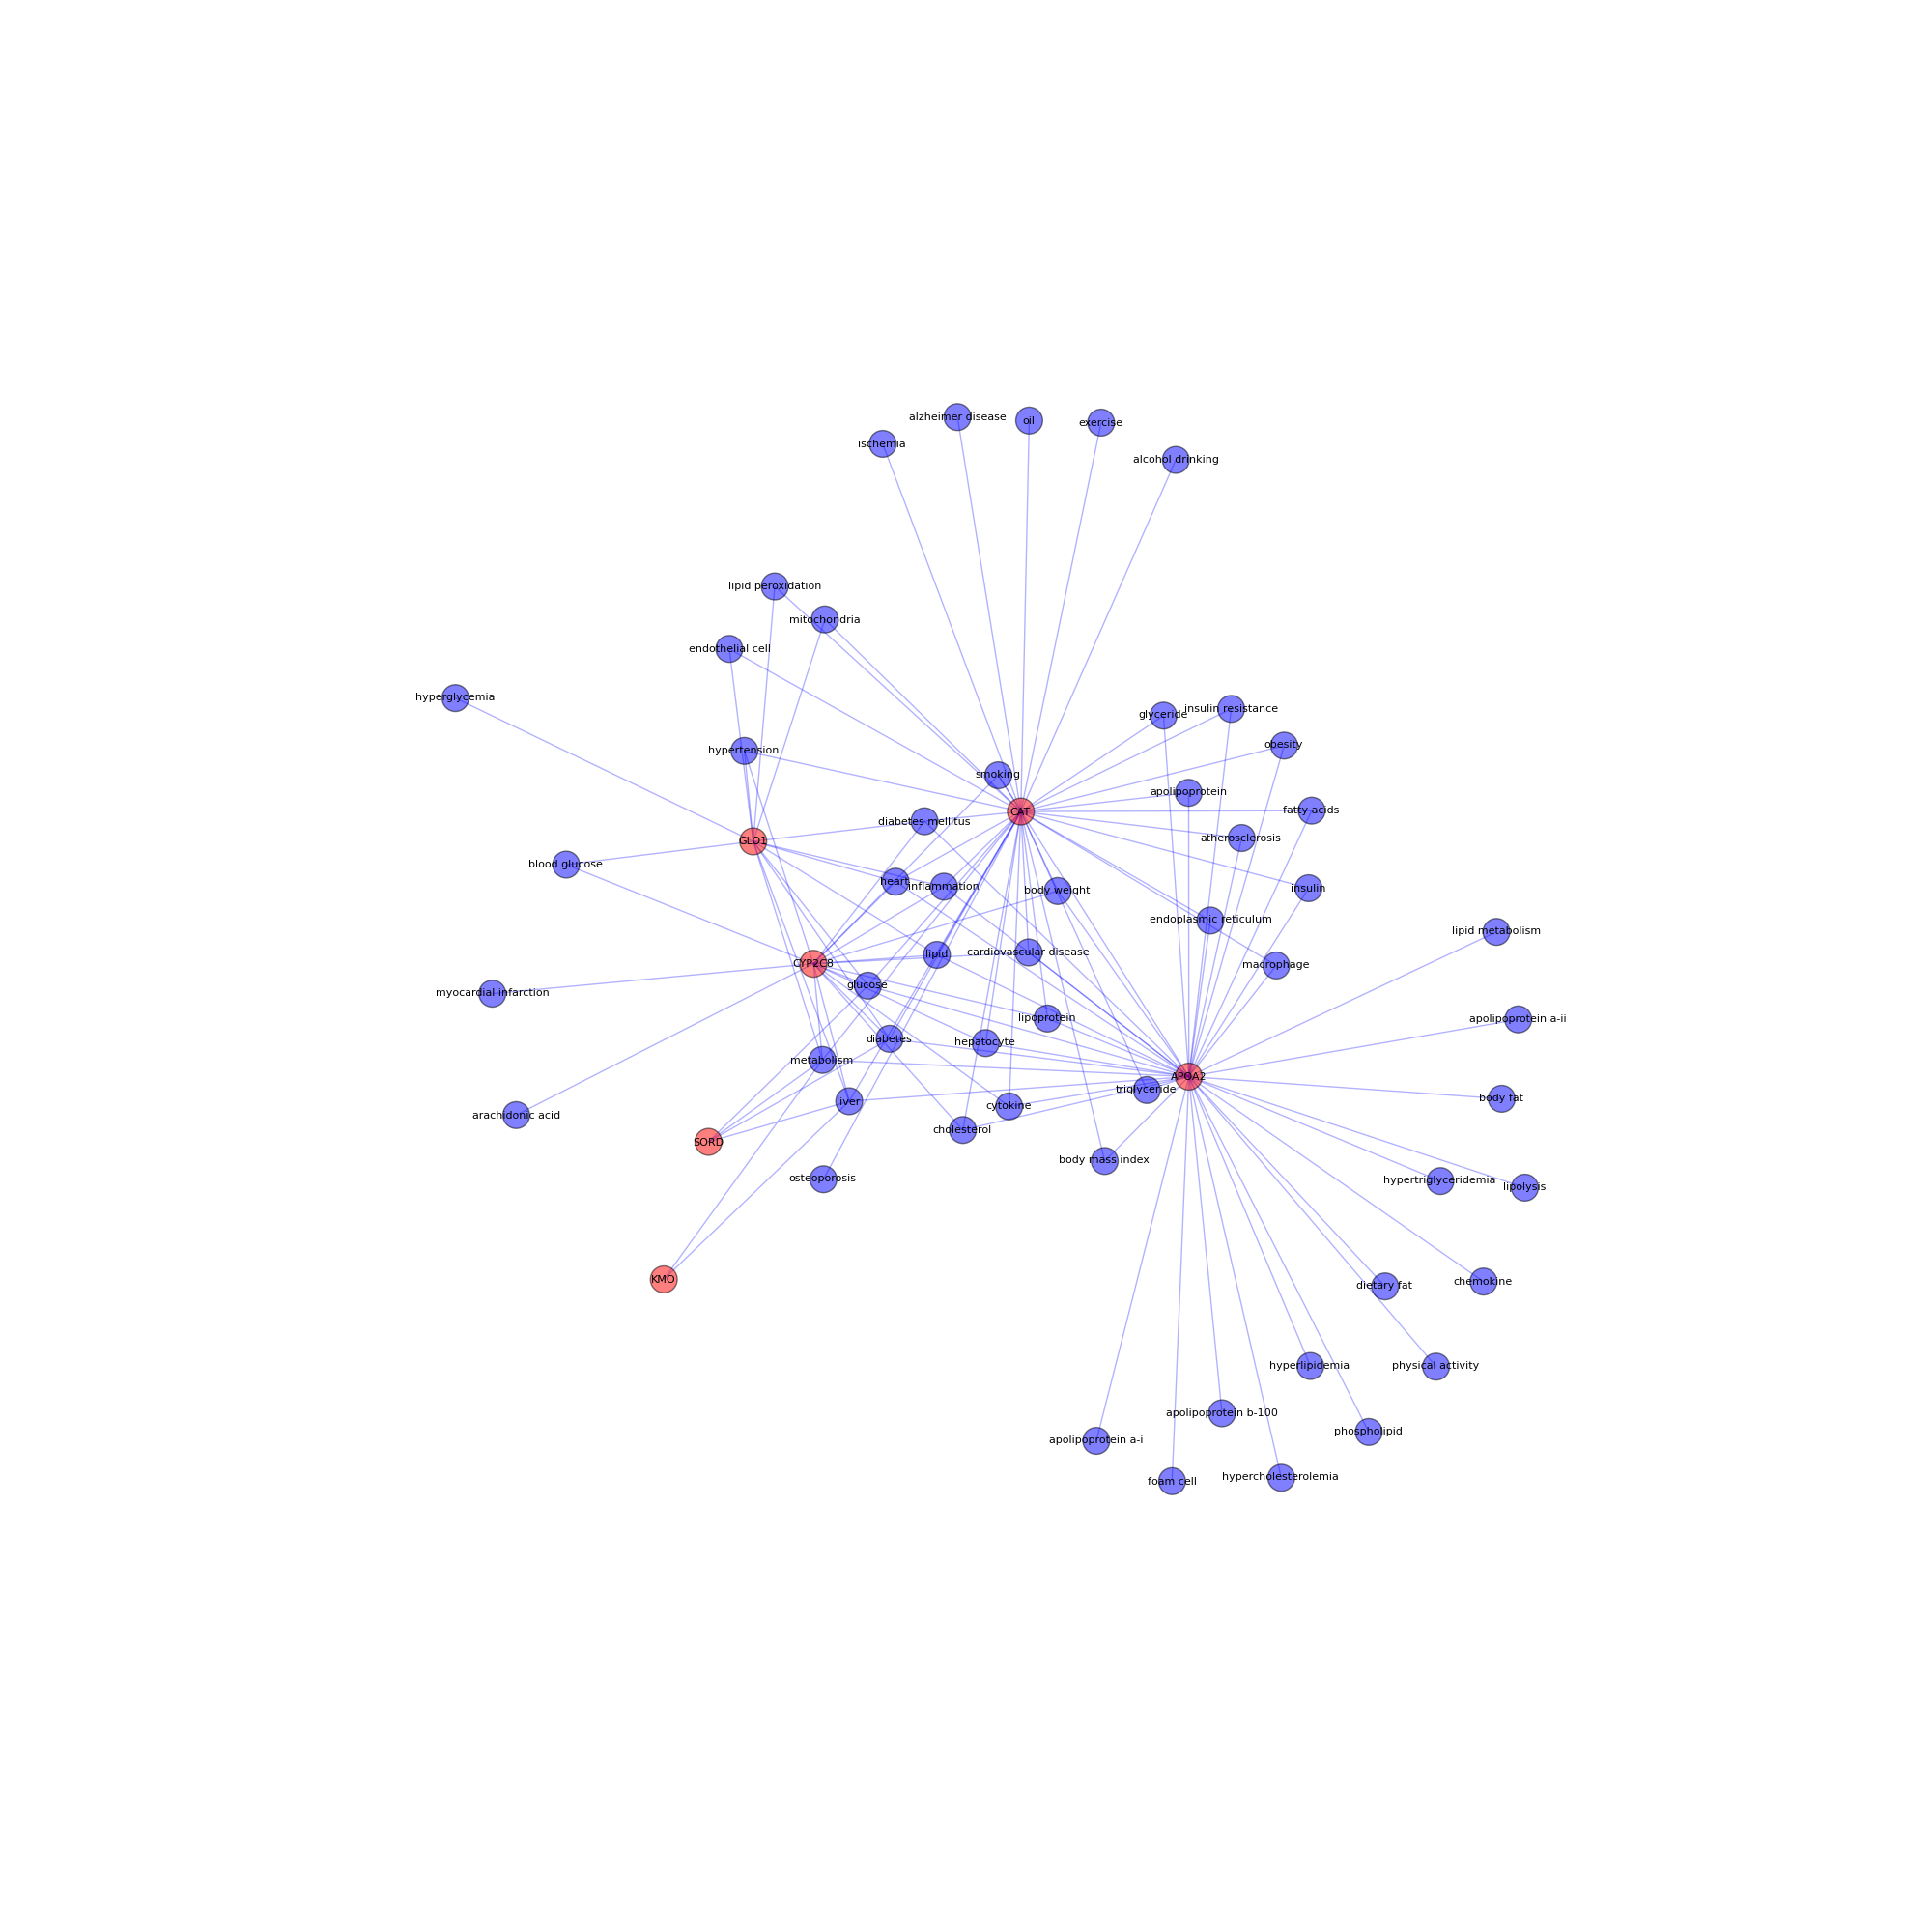 alzheimer disease
oil
exercise
ischemia
alcohol drinking
lipid peroxidation
mitochondria
endothelial cell
hyperglycemia
glyceride
insulin resistance
hypertension
obesity
smoking
apolipoprotein
CAT
fatty acids
diabetes mellitus
GLO1
atherosclerosis
blood glucose
heart
inflammation
body weight
insulin
endoplasmic reticulum
lipid metabolism
lipid
cardiovascular disease
CYP2C8
macrophage
glucose
myocardial infarction
lipoprotein
apolipoprotein a-ii
diabetes
hepatocyte
metabolism
APOA2
triglyceride
body fat
liver
cytokine
arachidonic acid
cholesterol
SORD
body mass index
osteoporosis
hypertriglyceridemia
lipolysis
KMO
dietary fat
chemokine
hyperlipidemia
physical activity
apolipoprotein b-100
phospholipid
apolipoprotein a-i
foam cell
hypercholesterolemia